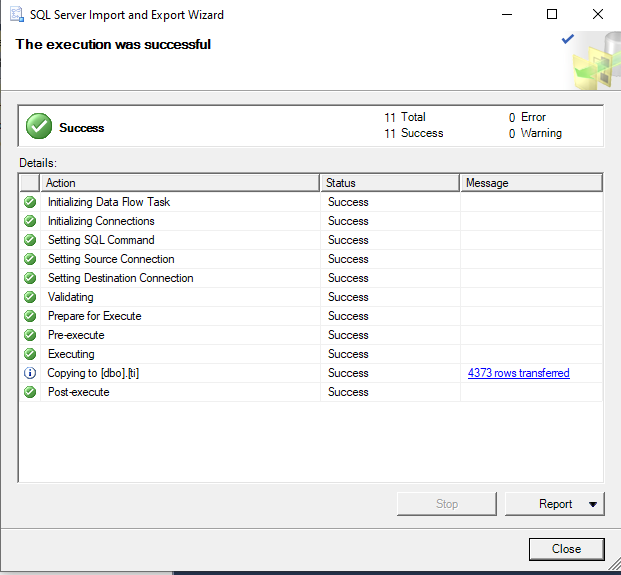 SQL Server Import and Export Wizard
The execution was successful
Success
11 Total 0 Error
11 Success 0 Warning
Details:
Action Status Message
Initializing Data Flow Task Success
Initializing Connections Success
Setting SQL Command Success
Setting Source Connection Success
Setting Destination Connection Success
Validating Success
Prepare for Execute Success
Pre-execute Success
Executing Success
Copying to [dbo].[ti] Success 4373 rows transferred
Post-execute Success
Stop Report
Close